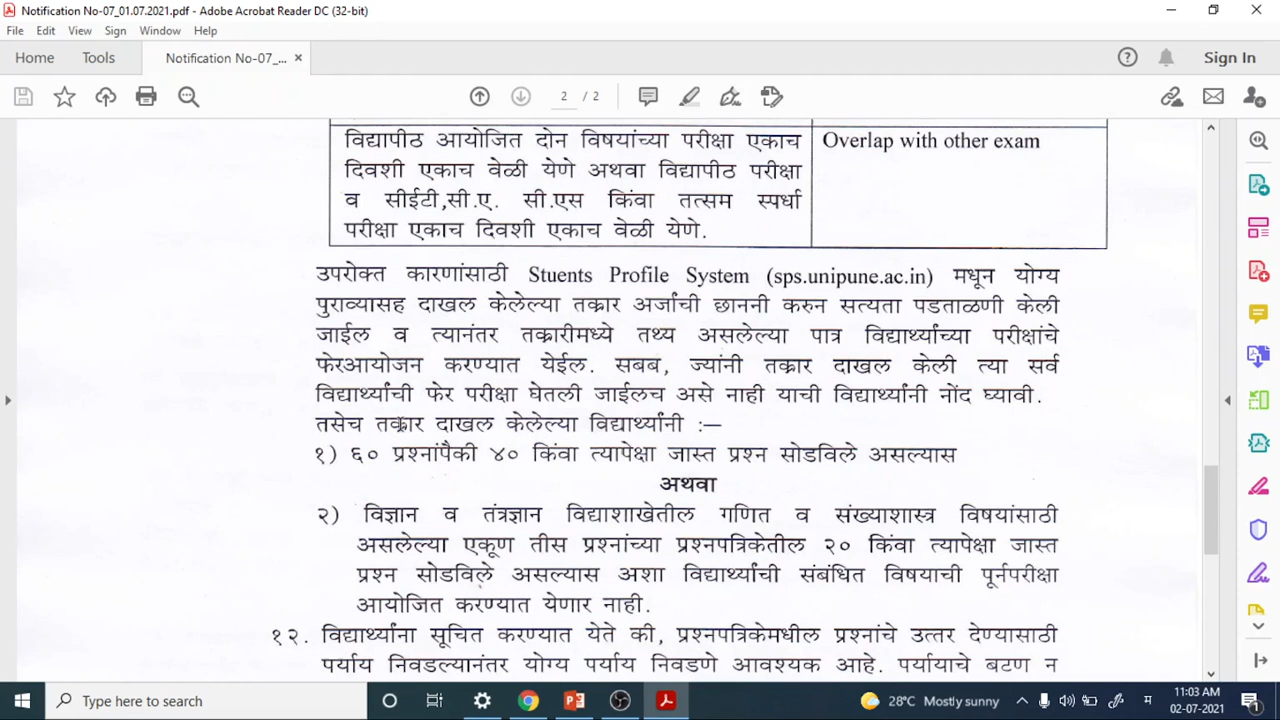 Notification No-07_01.07.2021.pdf - Adobe Acrobat Reader DC (32-bit)
File Edit View Sign Window Help
Home Tools Notification No-07_... × Sign In
2 / 2
विद्यापीठ आयोजित दोन विषयांच्या परीक्षा एकाच
दिवशी एकाच वेळी येणे अथवा विद्यापीठ परीक्षा
व सीईटी,सी.ए. सी.एस किंवा तत्सम स्पर्धा
परीक्षा एकाच दिवशी एकाच वेळी येणे.
Overlap with other exam
उपरोक्त कारणांसाठी Stuents Profile System (sps.unipune.ac.in) मधून योग्य
पुराव्यासह दाखल केलेल्या तक्रार अर्जांची छाननी करुन सत्यता पडताळणी केली
जाईल व त्यानंतर तक्रारीमध्ये तथ्य असलेल्या पात्र विद्यार्थ्यांच्या परीक्षांचे
फेरआयोजन करण्यात येईल. सबब, ज्यांनी तक्रार दाखल केली त्या सर्व
विद्यार्थ्यांची फेर परीक्षा घेतली जाईलच असे नाही याची विद्यार्थ्यांनी नोंद घ्यावी.
तसेच तक्रार दाखल केलेल्या विद्यार्थ्यांनी :—
१) ६० प्रश्नांपैकी ४० किंवा त्यापेक्षा जास्त प्रश्न सोडविले असल्यास
अथवा
२) विज्ञान व तंत्रज्ञान विद्याशाखेतील गणित व संख्याशास्त्र विषयांसाठी
असलेल्या एकूण तीस प्रश्नांच्या प्रश्नपत्रिकेतील २० किंवा त्यापेक्षा जास्त
प्रश्न सोडविले असल्यास अशा विद्यार्थ्यांची संबंधित विषयाची पूर्नपरीक्षा
आयोजित करण्यात येणार नाही.
१२. विद्यार्थ्यांना सूचित करण्यात येते की, प्रश्नपत्रिकेमधील प्रश्नांचे उत्तर देण्यासाठी
पर्याय निवडल्यानंतर योग्य पर्याय निवडणे आवश्यक आहे. पर्यायाचे बटण न
Type here to search
28°C Mostly sunny
11:03 AM
02-07-2021
1